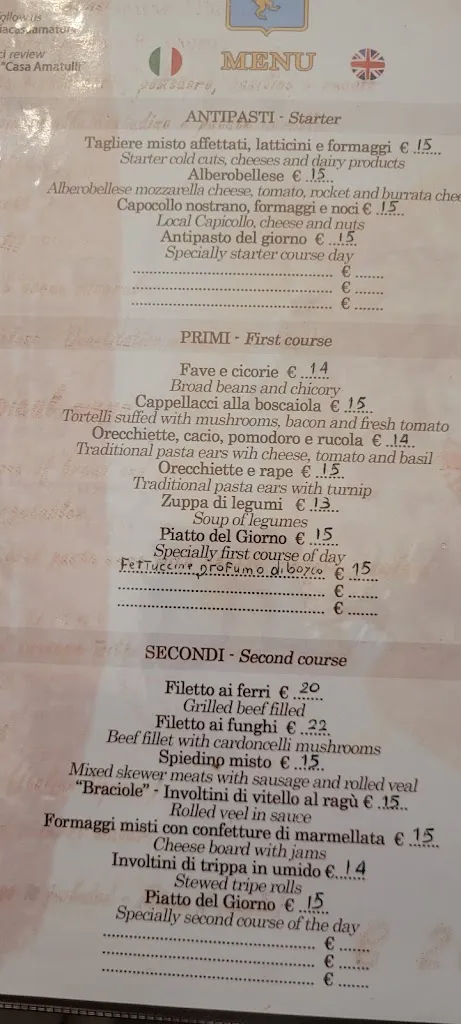 ollow us
iacasamatu
ci review
"Casa Amatulli"
MENU
ANTIPASTI - Starter
Tagliere misto affettati, latticini e formaggi € 15
Starter cold cuts, cheeses and dairy products
Alberobellese € 15
Alberobellese mozzarella cheese, tomato, rocket and burrata chee
Capocollo nostrano, formaggi e noci € 15
Local Capicollo, cheese and nuts
Antipasto del giorno € 15
Specially starter course day
€
€
€
PRIMI - First course
Fave e cicorie € 14
Broad beans and chicory
Cappellacci alla boscaiola € 15
Tortelli suffed with mushrooms, bacon and fresh tomato
Orecchiette, cacio, pomodoro e rucola € 14
Traditional pasta ears wih cheese, tomato and basil
Orecchiette e rape € 15
Traditional pasta ears with turnip
Zuppa di legumi € 13
Soup of legumes
Piatto del Giorno € 15
Specially first course of day
Fettuccine profumo di bosco € 15
€
€
SECONDI - Second course
Filetto ai ferri € 20
Grilled beef filled
Filetto ai funghi € 22
Beef fillet with cardoncelli mushrooms
Spiedino misto € 15
Mixed skewer meats with sausage and rolled veal
"Braciole" - Involtini di vitello al ragù € 15
Rolled veel in sauce
Formaggi misti con confetture di marmellata € 15
Cheese board with jams
Involtini di trippa in umido € 14
Stewed tripe rolls
Piatto del Giorno € 15
Specially second course of the day
€
€
€